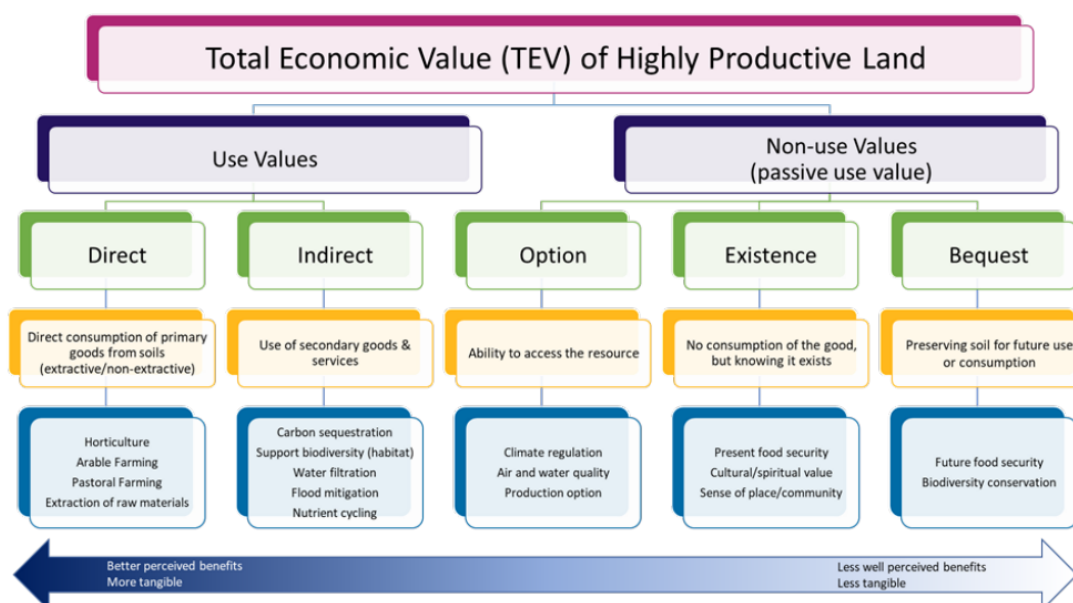 Total Economic Value (TEV) of Highly Productive Land
Use Values
Non-use Values
(passive use value)
Direct
Indirect
Option
Existence
Bequest
Direct consumption of primary
goods from soils
(extractive/non-extractive)
Use of secondary goods &
services
Ability to access the resource
No consumption of the good,
but knowing it exists
Preserving soil for future use
or consumption
Horticulture
Arable Farming
Pastoral Farming
Extraction of raw materials
Carbon sequestration
Support biodiversity (habitat)
Water filtration
Flood mitigation
Nutrient cycling
Climate regulation
Air and water quality
Production option
Present food security
Cultural/spiritual value
Sense of place/community
Future food security
Biodiversity conservation
Better perceived benefits
More tangible
Less well perceived benefits
Less tangible